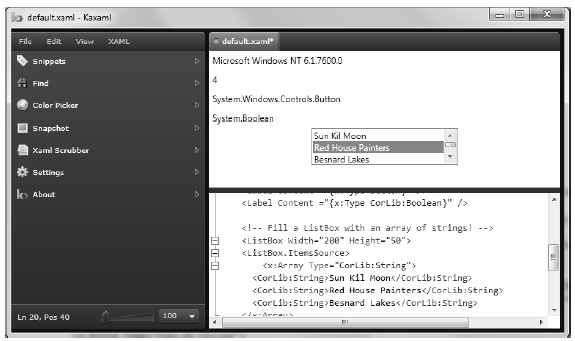 default.xaml - Kaxaml
File Edit View XAML
Snippets
Find
Color Picker
Snapshot
Xaml Scrubber
Settings
About
Ln 20, Pos 40
100
default.xaml*
Microsoft Windows NT 6.1.7600.0
4
System.Windows.Controls.Button
System.Boolean
Sun Kil Moon
Red House Painters
Besnard Lakes
<Label Content ="{x:Type CorLib:Boolean}" />
<!-- Fill a ListBox with an array of strings! -->
<ListBox Width="200" Height="50">
<ListBox.ItemsSource>
<x:Array Type="CorLib:String">
<CorLib:String>Sun Kil Moon</CorLib:String>
<CorLib:String>Red House Painters</CorLib:String>
<CorLib:String>Besnard Lakes</CorLib:String>
</x:Array>